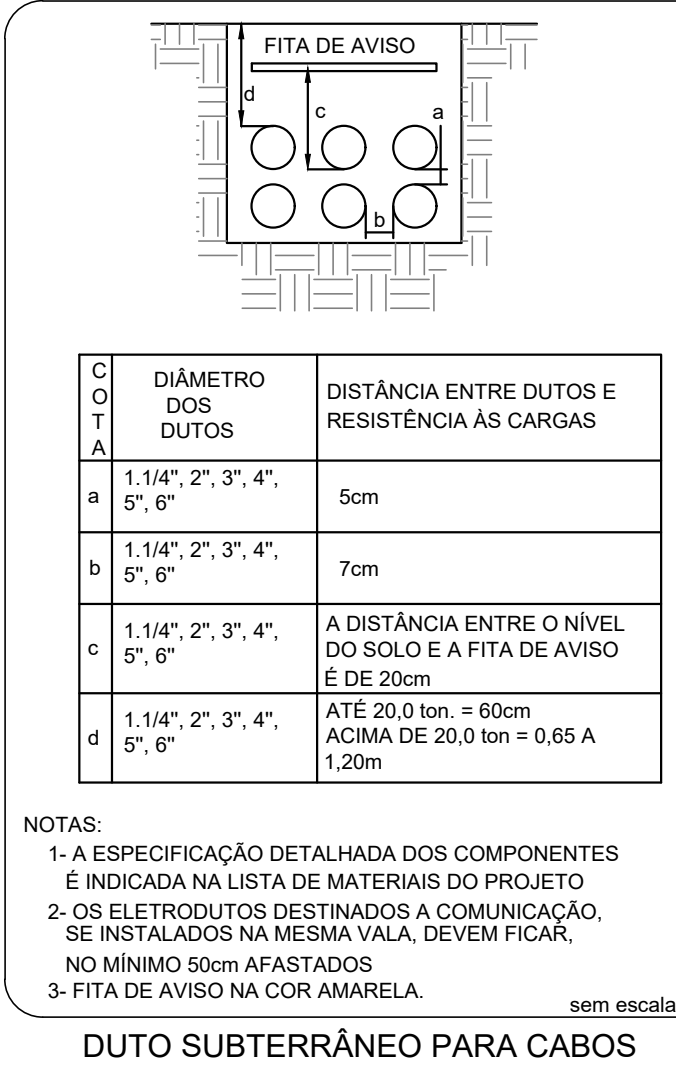 FITA DE AVISO
d
c
a
b
COTA
DIÂMETRO
DOS
DUTOS
DISTÂNCIA ENTRE DUTOS E
RESISTÊNCIA ÀS CARGAS
a
1.1/4", 2", 3", 4",
5", 6"
5cm
b
1.1/4", 2", 3", 4",
5", 6"
7cm
c
1.1/4", 2", 3", 4",
5", 6"
A DISTÂNCIA ENTRE O NÍVEL
DO SOLO E A FITA DE AVISO
É DE 20cm
d
1.1/4", 2", 3", 4",
5", 6"
ATÉ 20,0 ton. = 60cm
ACIMA DE 20,0 ton = 0,65 A
1,20m
NOTAS:
1- A ESPECIFICAÇÃO DETALHADA DOS COMPONENTES
É INDICADA NA LISTA DE MATERIAIS DO PROJETO
2- OS ELETRODUTOS DESTINADOS A COMUNICAÇÃO,
SE INSTALADOS NA MESMA VALA, DEVEM FICAR,
NO MÍNIMO 50cm AFASTADOS
3- FITA DE AVISO NA COR AMARELA.
sem escala
DUTO SUBTERRÂNEO PARA CABOS